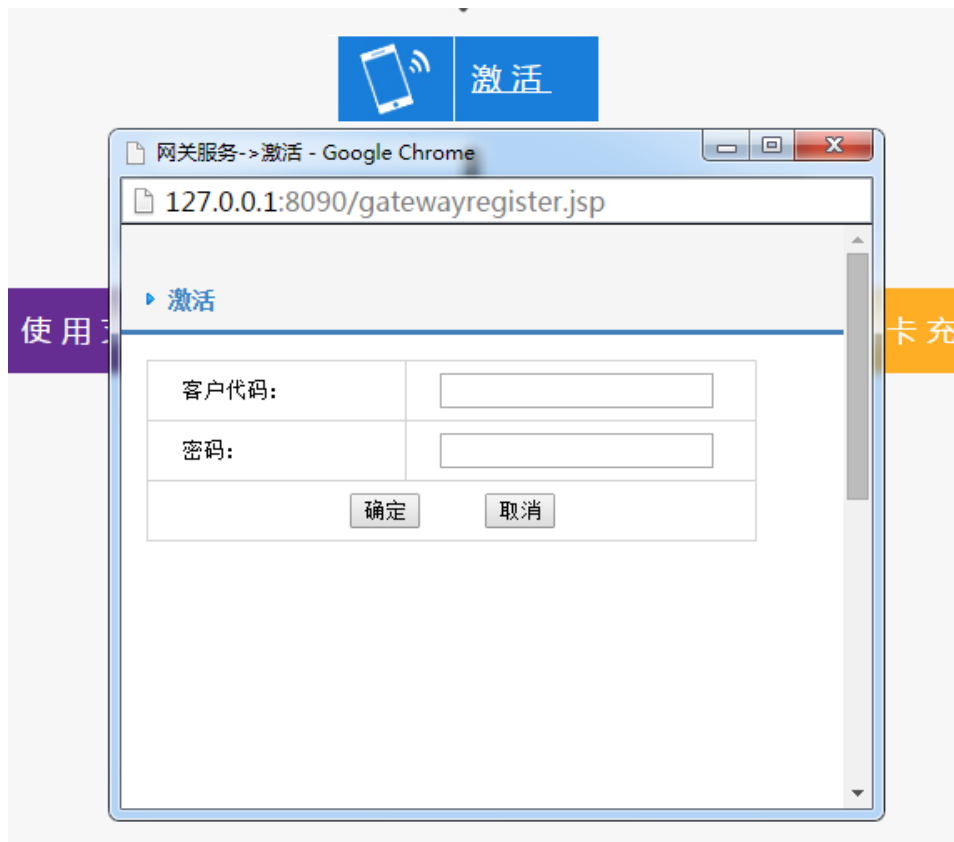 激 活
网关服务->激活 - Google Chrome
127.0.0.1:8090/gatewayregister.jsp
激活
使 用
卡 充
客户代码:
密码:
确定 取消